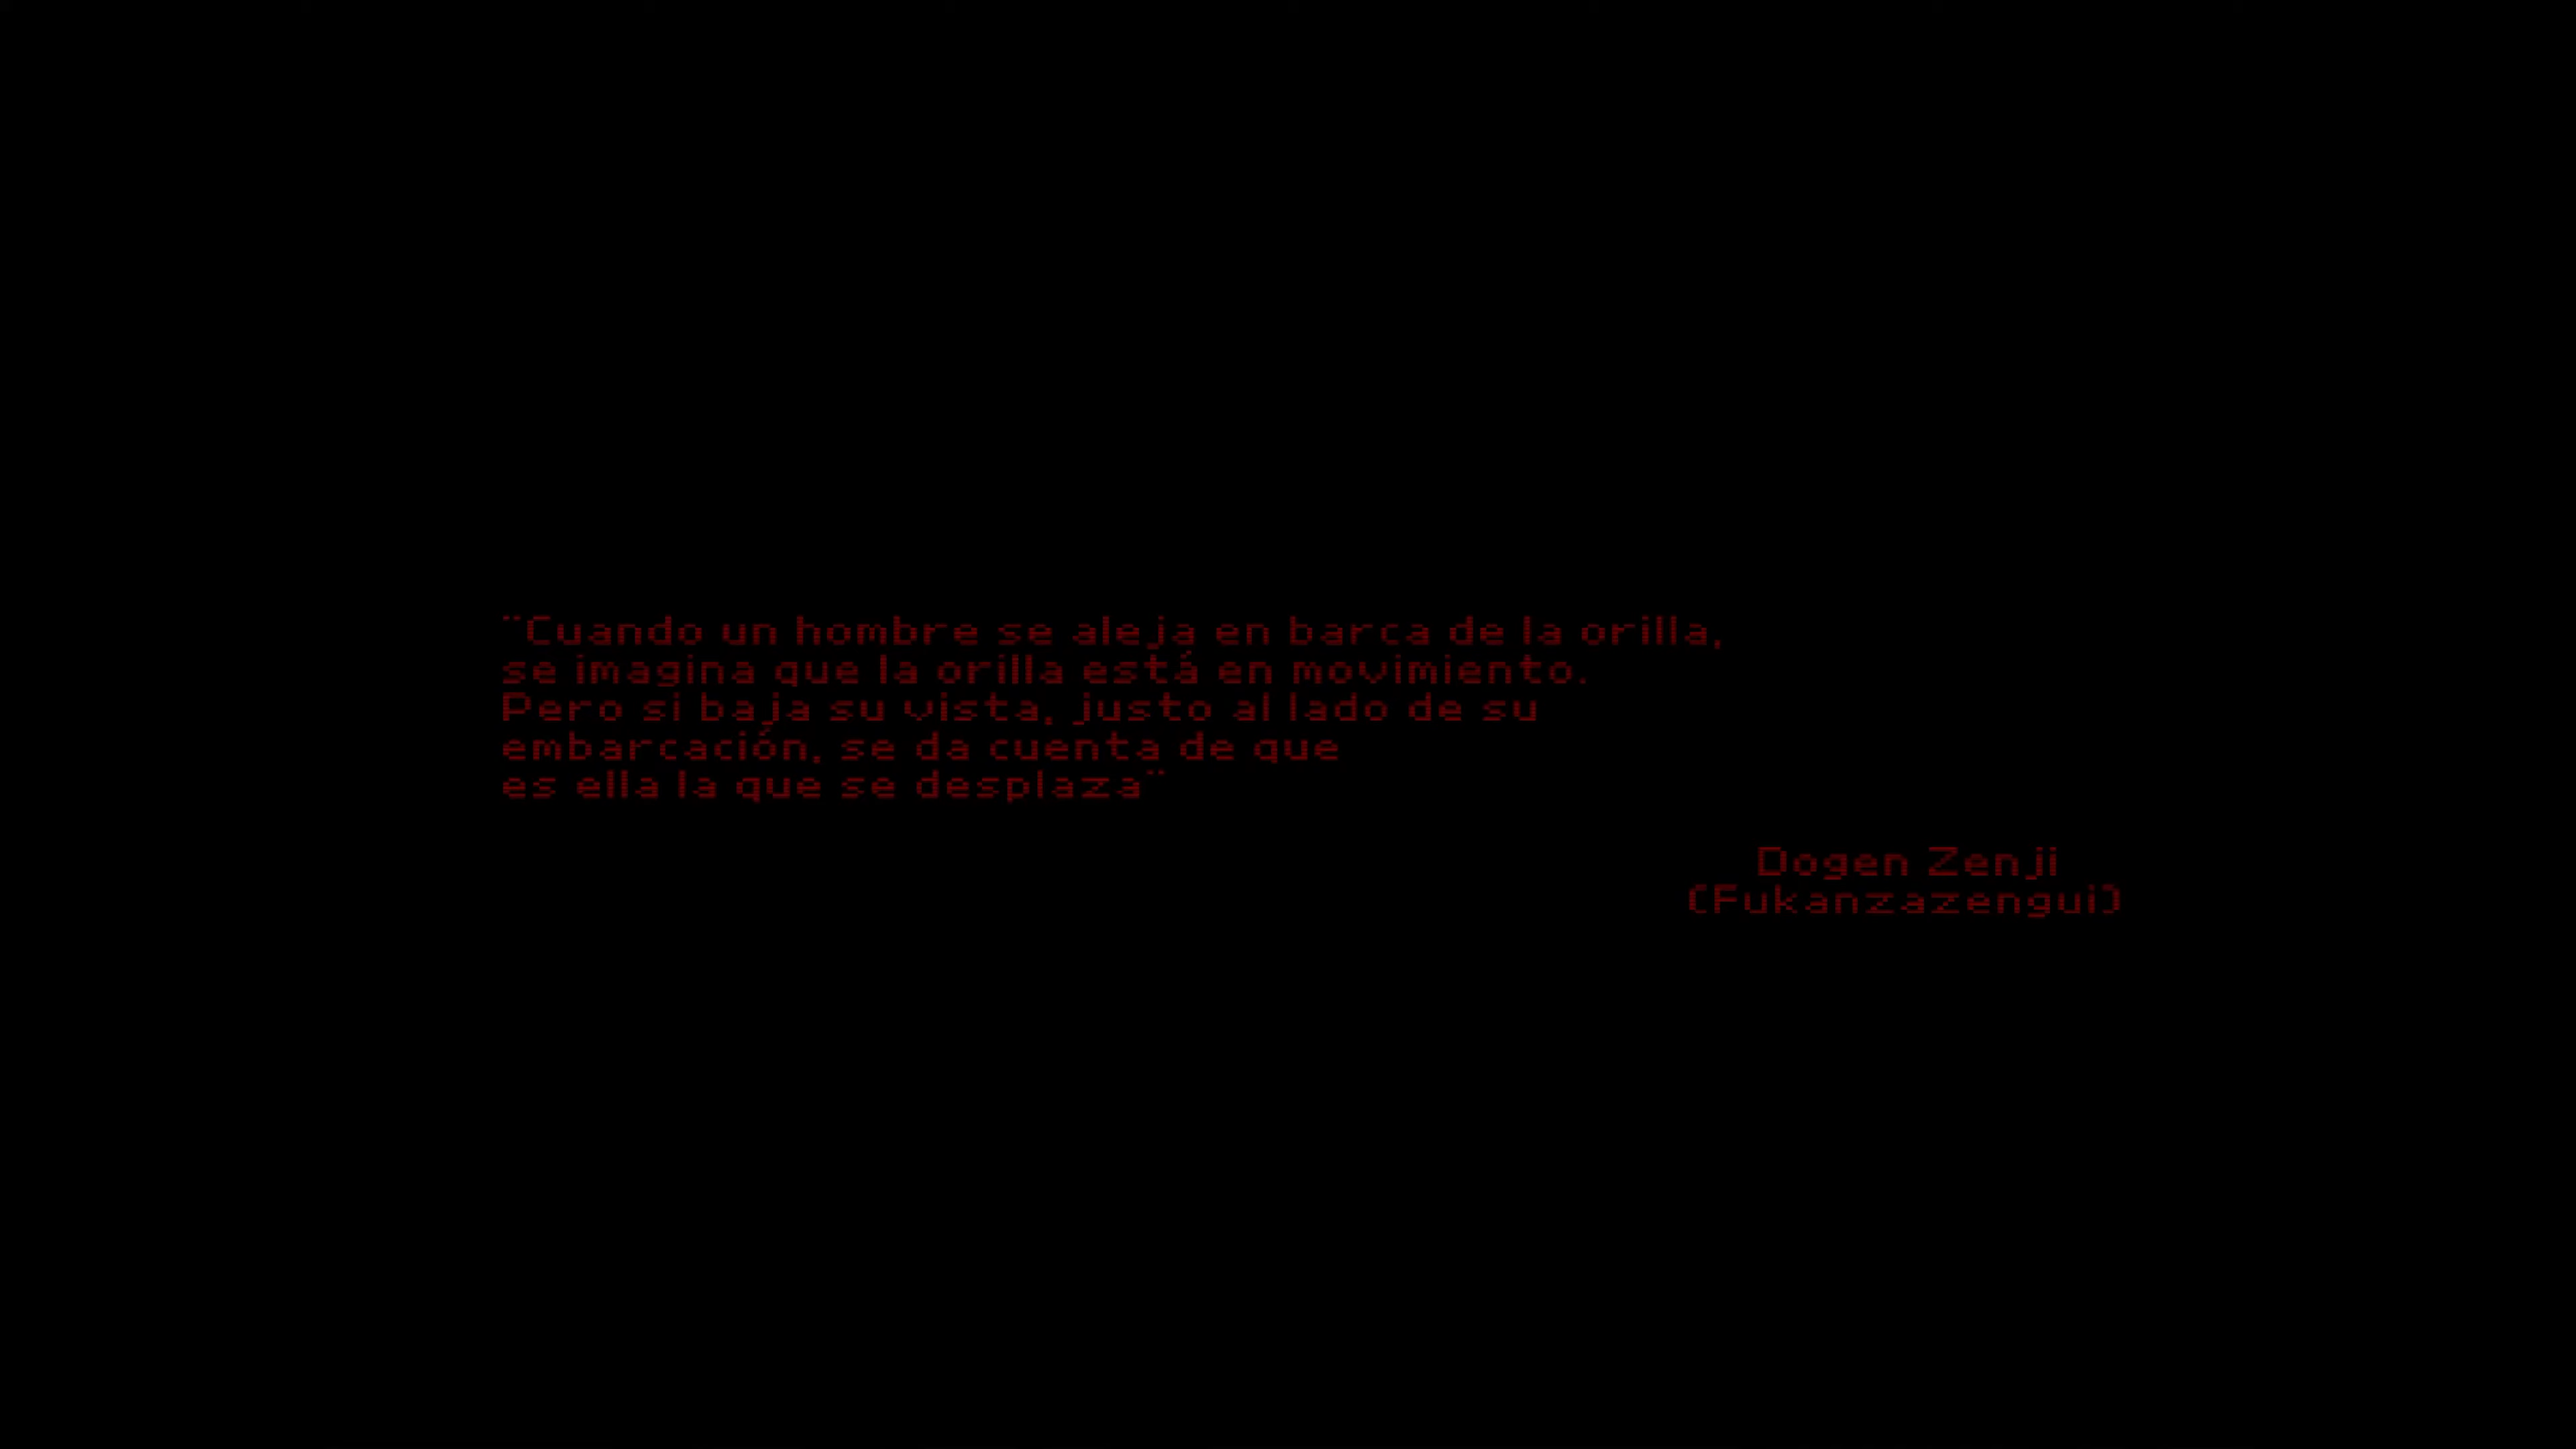 ¨Cuando un hombre se aleja en barca de la orilla,
se imagina que la orilla está en movimiento.
Pero si baja su vista, justo al lado de su
embarcación, se da cuenta de que
es ella la que se desplaza¨
Dogen Zenji
(Fukanzazengui)